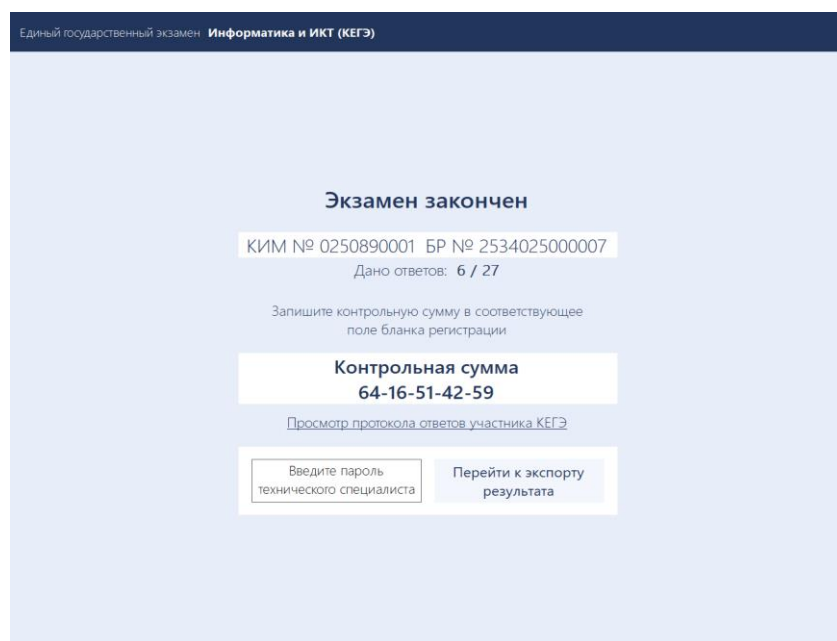 Единый государственный экзамен Информатика и ИКТ (КЕГЭ)
Экзамен закончен
КИМ № 0250890001 БР № 2534025000007
Дано ответов: 6 / 27
Запишите контрольную сумму в соответствующее
поле бланка регистрации
Контрольная сумма
64-16-51-42-59
Просмотр протокола ответов участника КЕГЭ
Введите пароль
технического специалиста
Перейти к экспорту
результата